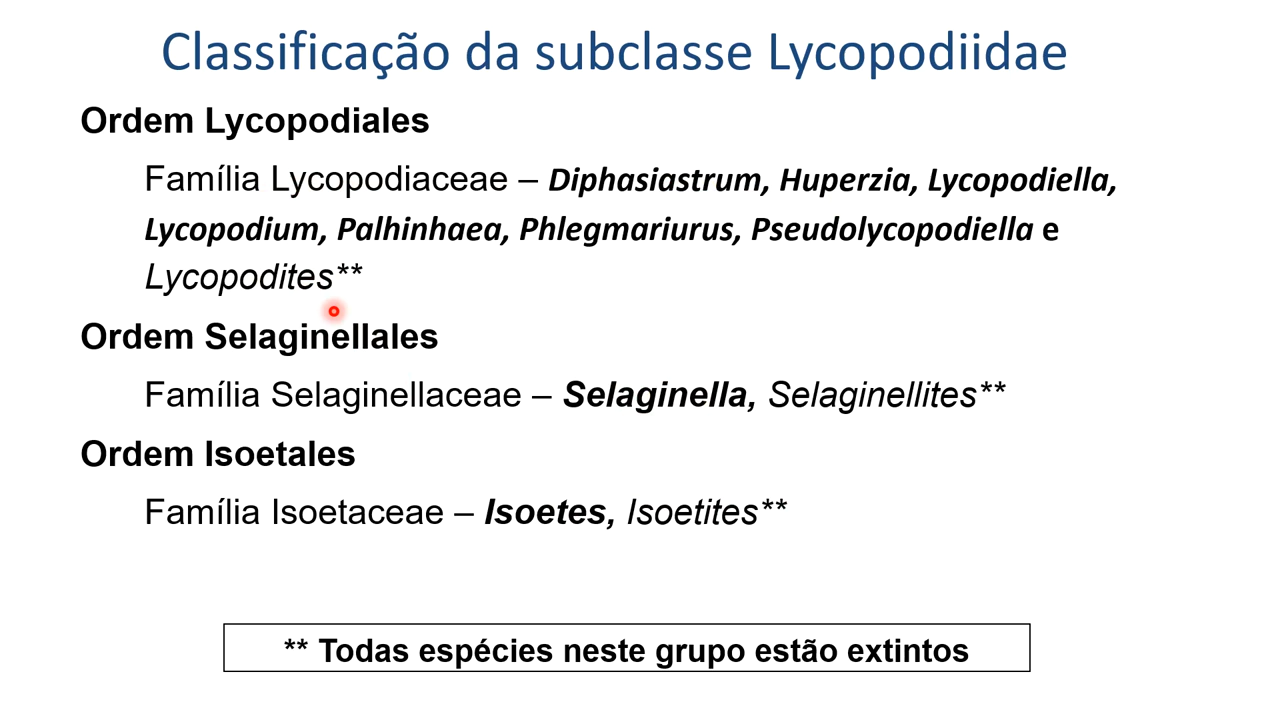 Classificação da subclasse Lycopodiidae
Ordem Lycopodiales
Família Lycopodiaceae – Diphasiastrum, Huperzia, Lycopodiella,
Lycopodium, Palhinhaea, Phlegmariurus, Pseudolycopodiella e
Lycopodites**
Ordem Selaginellales
Família Selaginellaceae – Selaginella, Selaginellites**
Ordem Isoetales
Família Isoetaceae – Isoetes, Isoetites**
** Todas espécies neste grupo estão extintos